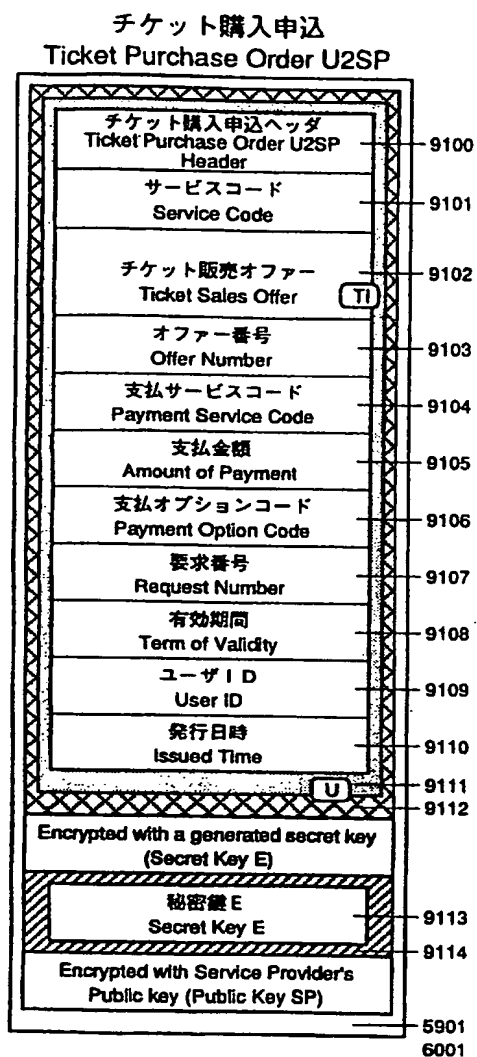 チケット購入申込
Ticket Purchase Order U2SP
チケット購入申込ヘッダ
Ticket Purchase Order U2SP
Header
9100
サービスコード
Service Code
9101
チケット販売オファー
Ticket Sales Offer
TI
9102
オファー番号
Offer Number
9103
支払サービスコード
Payment Service Code
9104
支払金額
Amount of Payment
9105
支払オプションコード
Payment Option Code
9106
要求番号
Request Number
9107
有効期間
Term of Validity
9108
ユーザID
User ID
9109
発行日時
Issued Time
9110
U
9111
9112
Encrypted with a generated secret key
(Secret Key E)
秘密鍵E
Secret Key E
9113
9114
Encrypted with Service Provider's
Public key (Public Key SP)
5901
6001